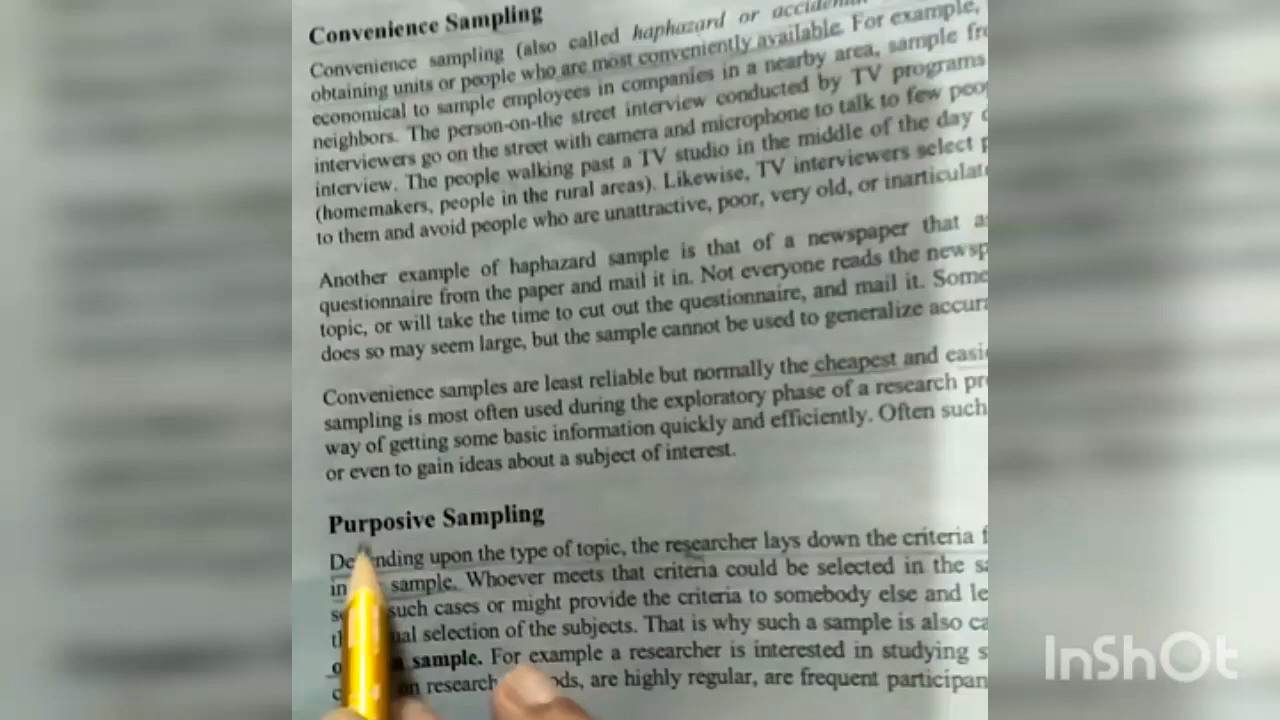 Convenience Sampling
Convenience sampling (also called haphazard or
obtaining units or people who are most conveniently available. For example,
economical to sample employees in companies in a nearby area, sample
neighbors. The person-on-the street interview conducted by TV programs
interviewers go on the street with camera and microphone to talk to few
interview. The people walking past a TV studio in the middle of the day
(homemakers, people in the rural areas). Likewise, TV interviewers select
to them and avoid people who are unattractive, poor, very old, or
Another example of haphazard sample is that of a newspaper that
questionnaire from the paper and mail it in. Not everyone reads the
topic, or will take the time to cut out the questionnaire, and mail it. Some
does so may seem large, but the sample cannot be used to generalize
Convenience samples are least reliable but normally the cheapest and
sampling is most often used during the exploratory phase of a research
way of getting some basic information quickly and efficiently. Often such
or even to gain ideas about a subject of interest.
Purposive Sampling
upon the type of topic, the researcher lays down the criteria
sample. Whoever meets that criteria could be selected in the
such cases or might provide the criteria to somebody else and
selection of the subjects. That is why such a sample is also
sample. For example a researcher is interested in studying
on research are highly regular, are frequent
InShOt